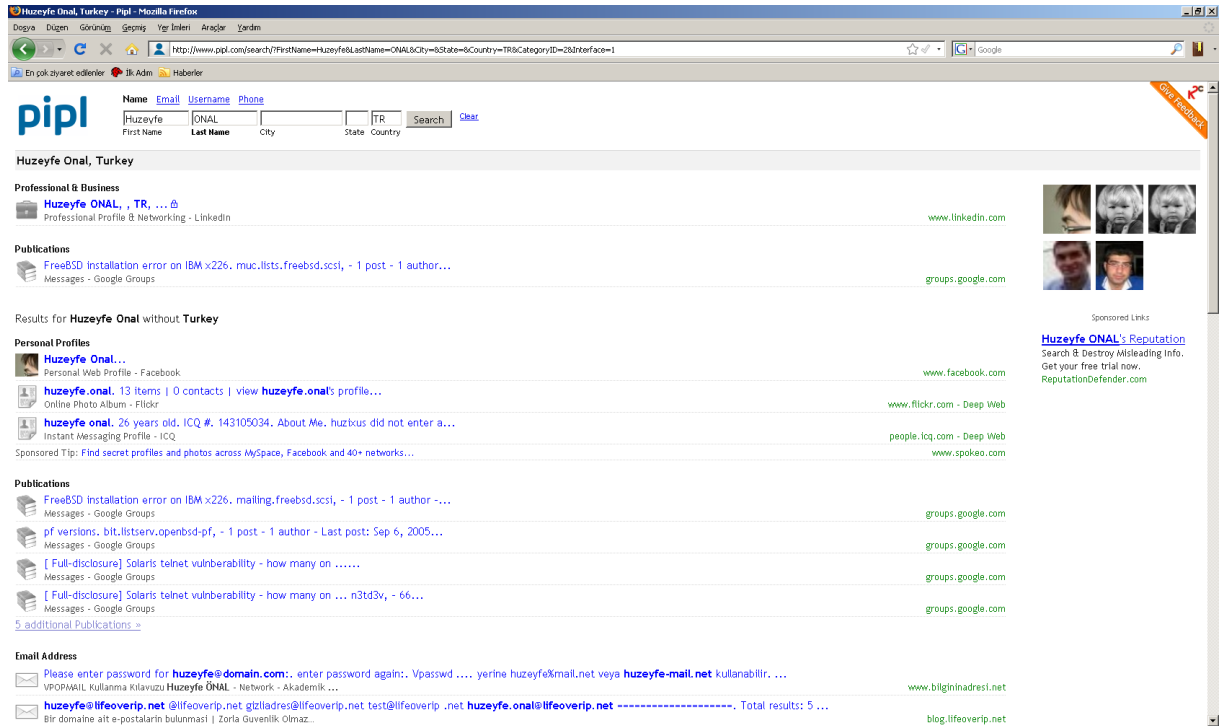 Huzeyfe Onal, Turkey - Pipl - Mozilla Firefox
Dosya Düzen Görünüm Geçmiş Yer İmleri Araçlar Yardım
http://www.pipl.com/search/?FirstName=Huzeyfe&LastName=ONAL&City=&State=&Country=TR&CategoryID=2&Interface=1
G Google
En çok ziyaret edilenler İlk Adım Haberler
pipl
Name Email Username Phone
Huzeyfe ONAL TR Search Clear
First Name Last Name City State Country
Give Feedback
Huzeyfe Onal, Turkey
Professional & Business
Huzeyfe ONAL, , TR, ...
Professional Profile & Networking - LinkedIn www.linkedin.com
Publications
FreeBSD installation error on IBM x226. muc.lists.freebsd.scsi, - 1 post - 1 author...
Messages - Google Groups groups.google.com
Results for Huzeyfe Onal without Turkey
Personal Profiles
Huzeyfe Onal...
Personal Web Profile - Facebook www.facebook.com
huzeyfe.onal. 13 items | 0 contacts | view huzeyfe.onal's profile...
Online Photo Album - Flickr www.flickr.com - Deep Web
huzeyfe onal. 26 years old. ICQ #. 143105034. About Me. huzixus did not enter a...
Instant Messaging Profile - ICQ people.icq.com - Deep Web
Sponsored Tip: Find secret profiles and photos across MySpace, Facebook and 40+ networks... www.spokeo.com
Publications
FreeBSD installation error on IBM x226. mailing.freebsd.scsi, - 1 post - 1 author -...
Messages - Google Groups groups.google.com
pf versions. bit.listserv.openbsd-pf, - 1 post - 1 author - Last post: Sep 6, 2005...
Messages - Google Groups groups.google.com
[ Full-disclosure] Solaris telnet vulnberability - how many on ......
Messages - Google Groups groups.google.com
[ Full-disclosure] Solaris telnet vulnberability - how many on ... n3td3v, - 66...
Messages - Google Groups groups.google.com
5 additional Publications »
Email Address
Please enter password for huzeyfe@domain.com:. enter password again:. Vpasswd .... yerine huzeyfe%mail.net veya huzeyfe-mail.net kullanabilir. ...
VPOPMAIL Kullanma Kılavuzu Huzeyfe ÖNAL - Network - Akademik ... www.bilgininadresi.net
huzeyfe@lifeoverip.net @lifeoverip.net gizliadres@lifeoverip.net test@lifeoverip .net huzeyfe.onal@lifeoverip.net -------------------. Total results: 5 ...
Bir domaine ait e-postalarin bulunmasi | Zorla Guvenlik Olmaz... blog.lifeoverip.net
Sponsored Links
Huzeyfe ONAL's Reputation
Search & Destroy Misleading Info.
Get your free trial now.
ReputationDefender.com